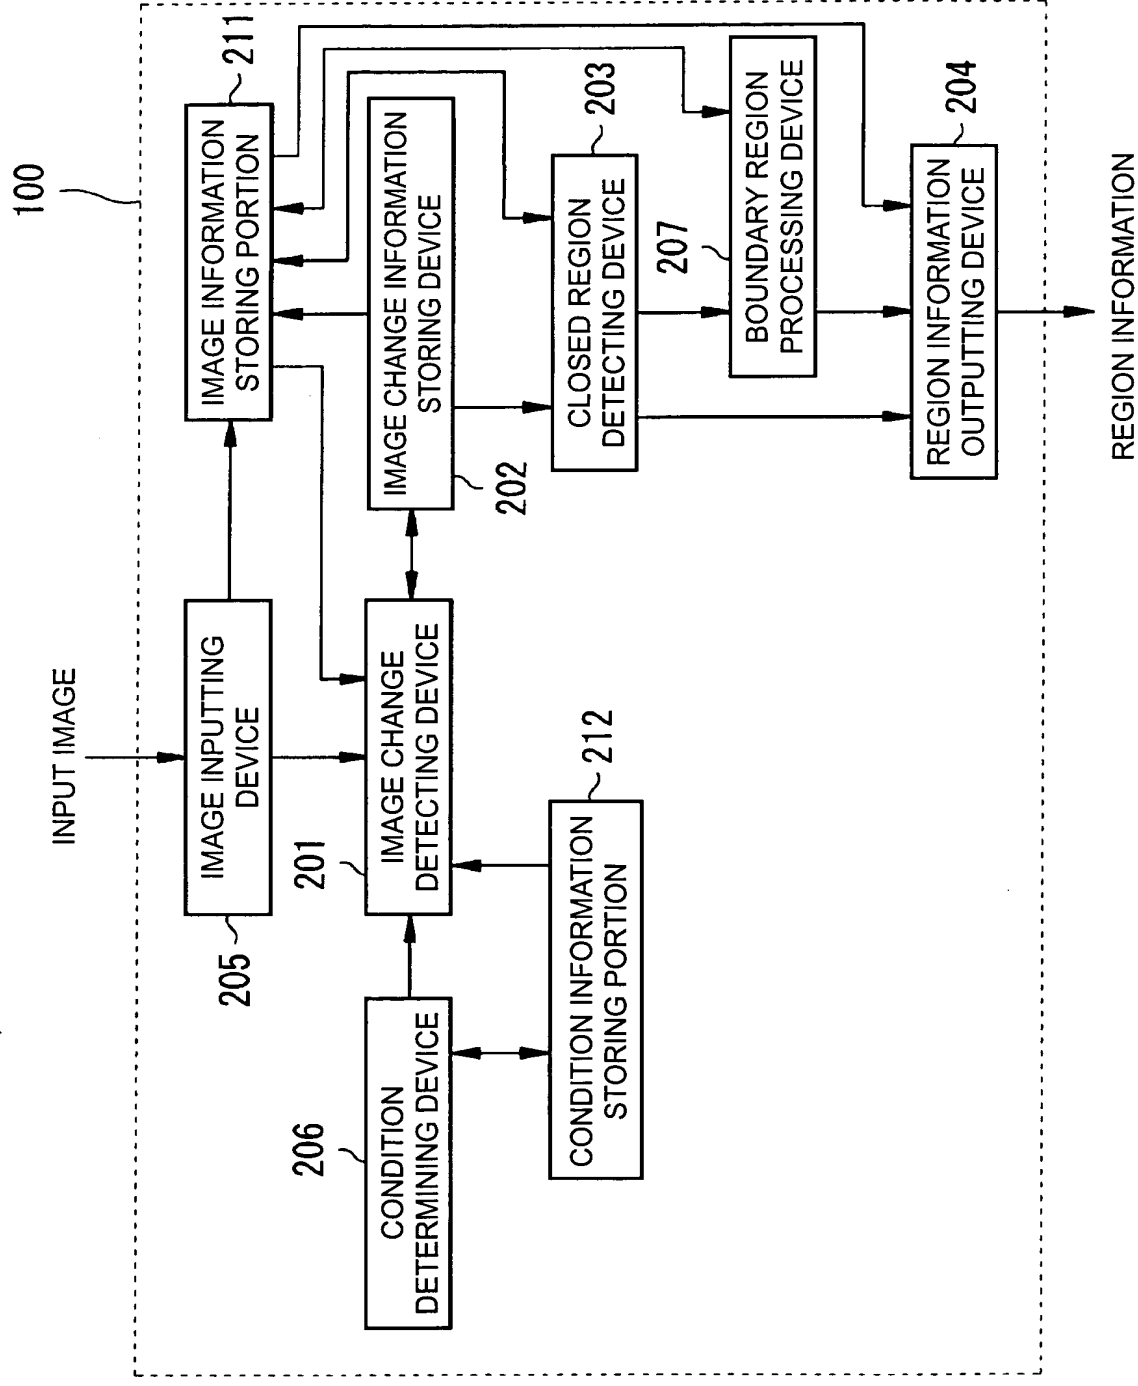 100
INPUT IMAGE
205
IMAGE INPUTTING
DEVICE
211
IMAGE INFORMATION
STORING PORTION
206
CONDITION
DETERMINING DEVICE
201
IMAGE CHANGE
DETECTING DEVICE
202
IMAGE CHANGE INFORMATION
STORING DEVICE
212
CONDITION INFORMATION
STORING PORTION
203
CLOSED REGION
DETECTING DEVICE
207
BOUNDARY REGION
PROCESSING DEVICE
204
REGION INFORMATION
OUTPUTTING DEVICE
REGION INFORMATION